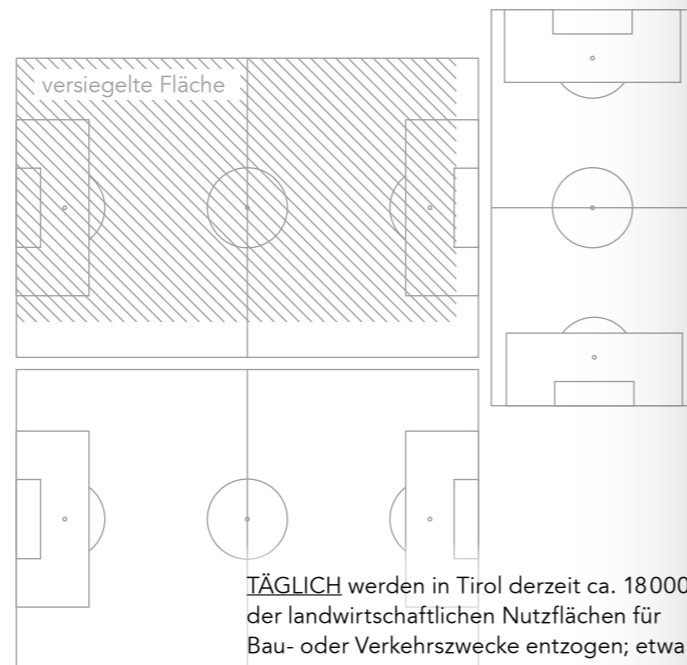 versiegelte Fläche
TÄGLICH werden in Tirol derzeit ca. 18000
der landwirtschaftlichen Nutzflächen für
Bau- oder Verkehrszwecke entzogen; etwa